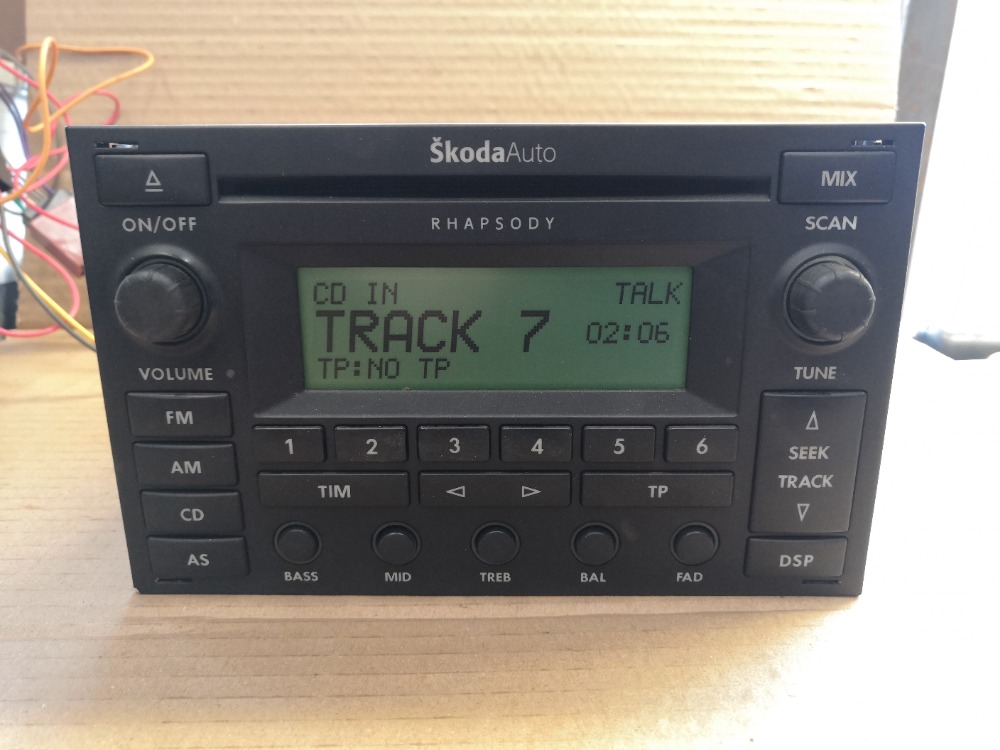 ŠkodaAuto
MIX
ON/OFF
RHAPSODY
SCAN
CD IN
TALK
TRACK 7
02:06
TP:NO TP
VOLUME
TUNE
FM
AM
CD
AS
1 2 3 4 5 6
TIM
TP
SEEK
TRACK
BASS MID TREB BAL FAD
DSP